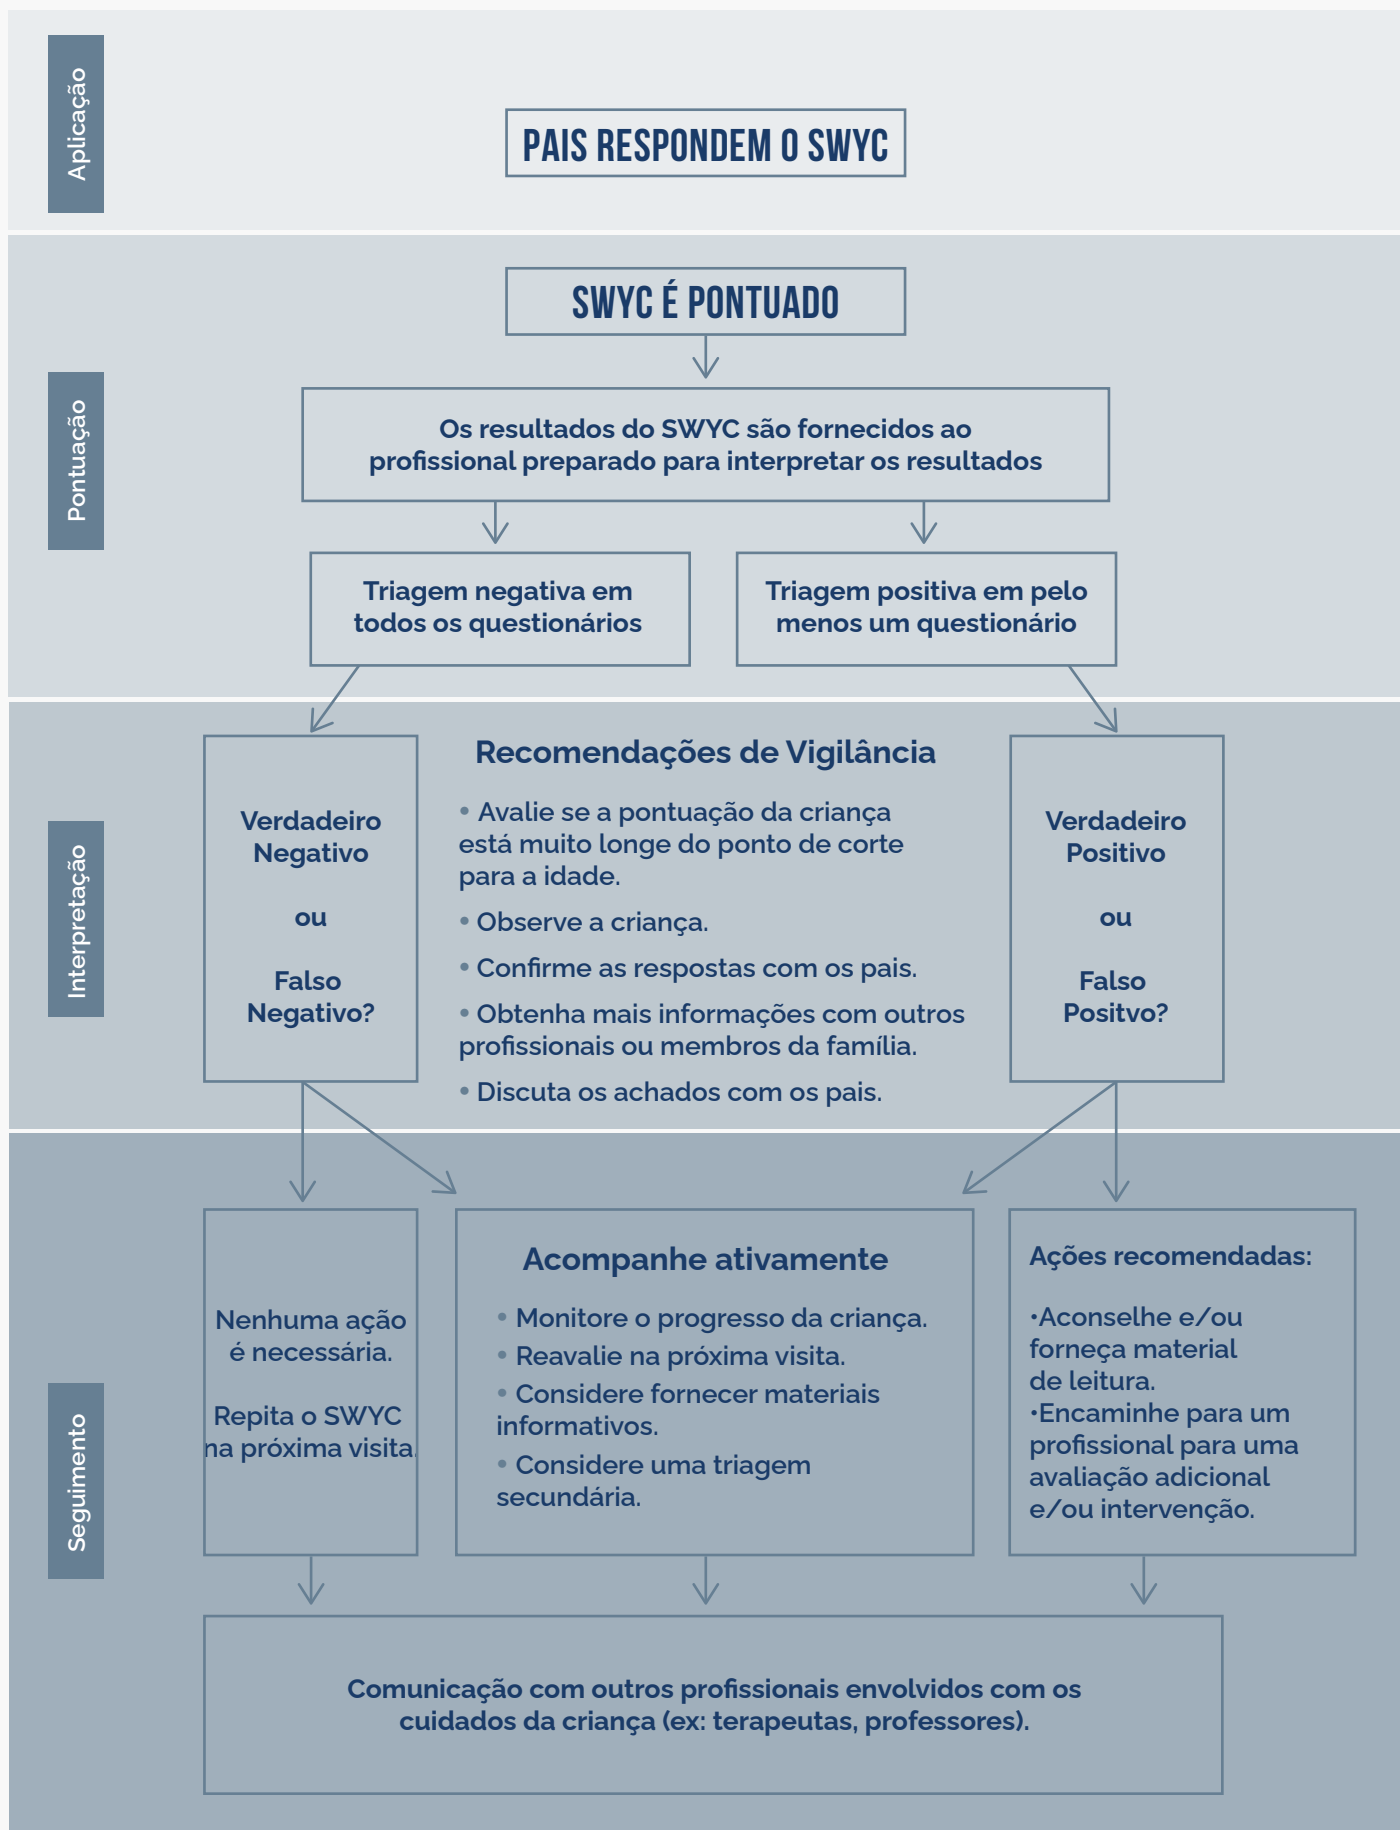 Aplicação
PAIS RESPONDEM O SWYC
Pontuação
SWYC É PONTUADO
Os resultados do SWYC são fornecidos ao
profissional preparado para interpretar os resultados
Triagem negativa em
todos os questionários
Triagem positiva em pelo
menos um questionário
Interpretação
Verdadeiro
Negativo
ou
Falso
Negativo?
Recomendações de Vigilância
• Avalie se a pontuação da criança
está muito longe do ponto de corte
para a idade.
• Observe a criança.
• Confirme as respostas com os pais.
• Obtenha mais informações com outros
profissionais ou membros da família.
• Discuta os achados com os pais.
Verdadeiro
Positivo
ou
Falso
Positvo?
Seguimento
Nenhuma ação
é necessária.
Repita o SWYC
na próxima visita.
Acompanhe ativamente
• Monitore o progresso da criança.
• Reavalie na próxima visita.
• Considere fornecer materiais
informativos.
• Considere uma triagem
secundária.
Ações recomendadas:
•Aconselhe e/ou
forneça material
de leitura.
•Encaminhe para um
profissional para uma
avaliação adicional
e/ou intervenção.
Comunicação com outros profissionais envolvidos com os
cuidados da criança (ex: terapeutas, professores).